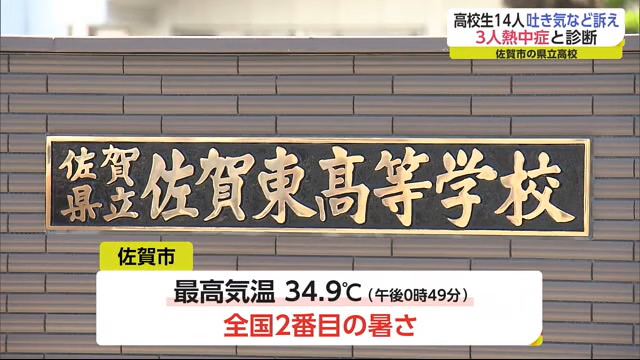 高校生14人吐き気など訴え
3人熱中症と診断
佐賀市の県立高校
佐賀県立佐賀東高等学校
佐賀市
最高気温 34.9℃(午後0時49分)
全国2番目の暑さ